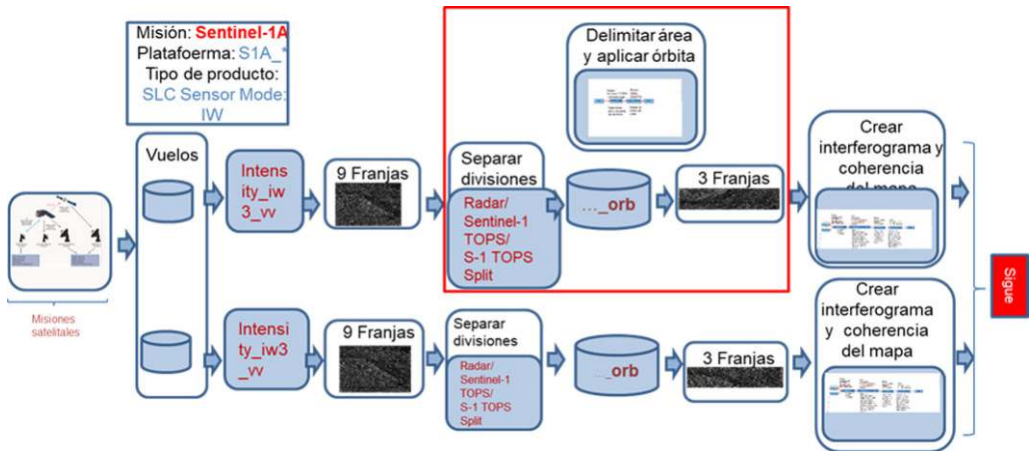 Misión: Sentinel-1A
Platafoerma: S1A_*
Tipo de producto:
SLC Sensor Mode:
IW
Delimitar área
y aplicar órbita
Vuelos
Intens
ity_iw
3_vv
9 Franjas
Separar
divisiones
Radar/
Sentinel-1
TOPS/
S-1 TOPS
Split
..._orb
3 Franjas
Crear
interferograma y
coherencia
del mapa
Misiones
satelitales
Sigue
Intensi
ty_iw3
_vv
9 Franjas
Separar
divisiones
Radar/
Sentinel-1
TOPS/
S-1 TOPS
Split
..._orb
3 Franjas
Crear
interferograma
y coherencia
del mapa